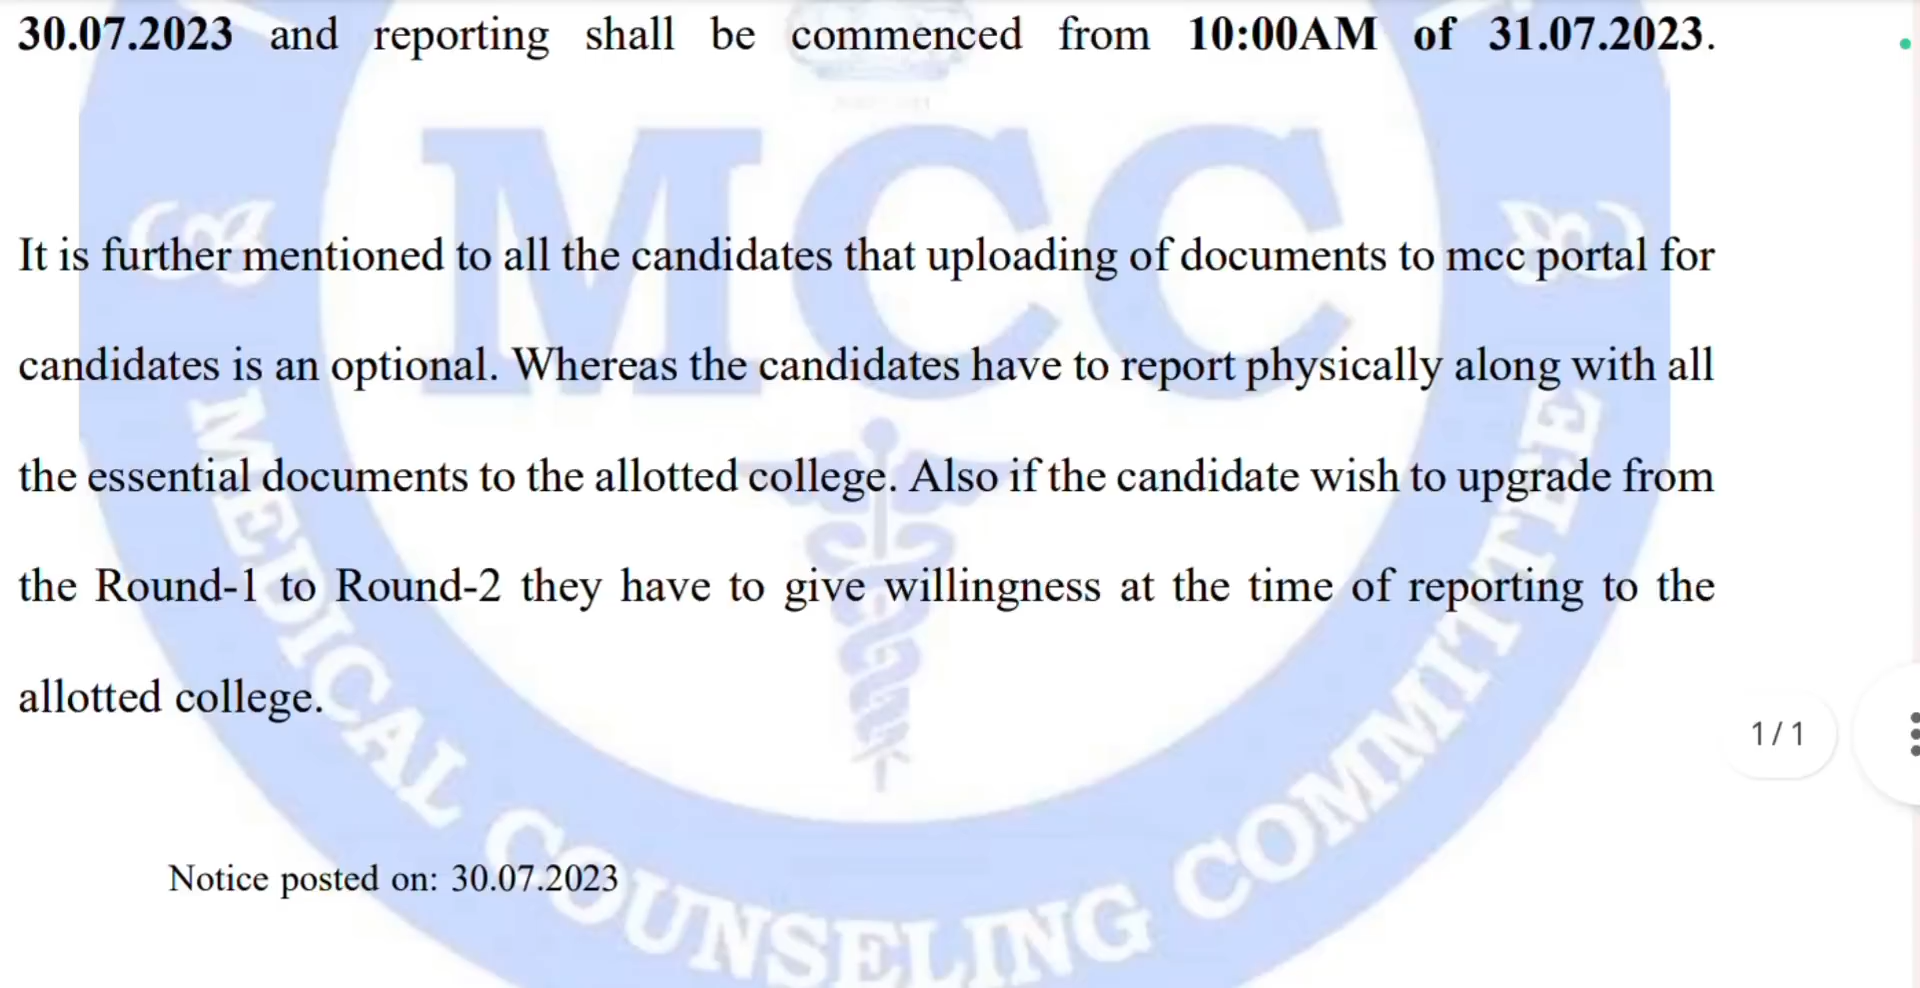 30.07.2023 and reporting shall be commenced from 10:00AM of 31.07.2023.
It is further mentioned to all the candidates that uploading of documents to mcc portal for
candidates is an optional. Whereas the candidates have to report physically along with all
the essential documents to the allotted college. Also if the candidate wish to upgrade from
the Round-1 to Round-2 they have to give willingness at the time of reporting to the
allotted college.
1 / 1
Notice posted on: 30.07.2023
MCC
MEDICAL COUNSELING COMMITTEE